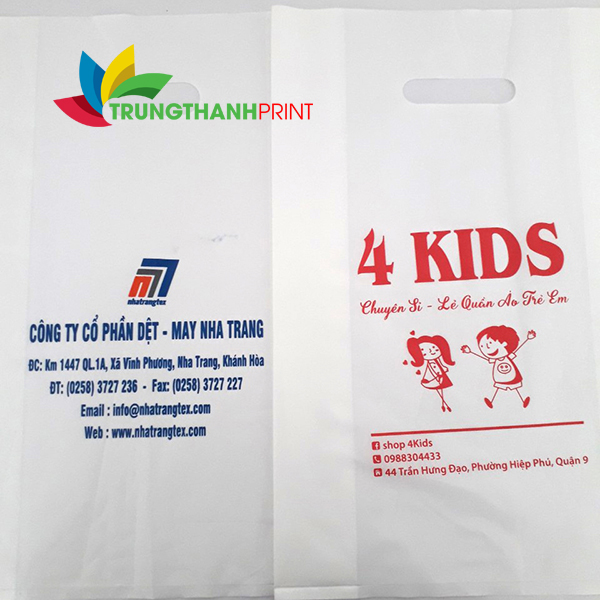 TRUNGTHANHPRINT
nhatrangtex
CÔNG TY CỔ PHẦN DỆT - MAY NHA TRANG
ĐC: Km 1447 QL.1A, Xã Vĩnh Phương, Nha Trang, Khánh Hòa
ĐT: (0258) 3727 236 - Fax: (0258) 3727 227
Email : info@nhatrangtex.com
Web : www.nhatrangtex.com
4 KIDS
Chuyên Sỉ - Lẻ Quần Áo Trẻ Em
shop 4Kids
0988304433
44 Trần Hưng Đạo, Phường Hiệp Phú, Quận 9